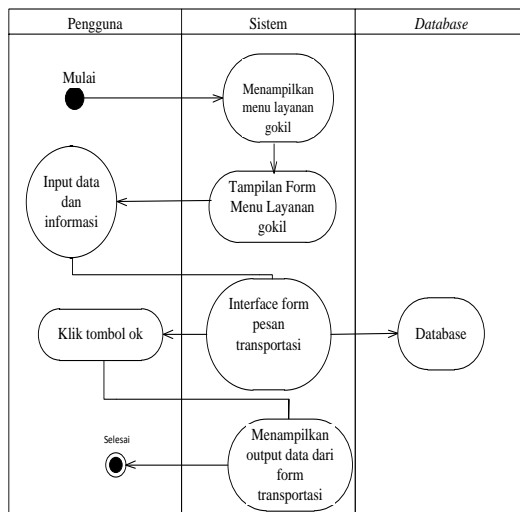 Pengguna
Sistem
Database
Mulai
Menampilkan
menu layanan
gokil
Input data
dan
informasi
Tampilan Form
Menu Layanan
gokil
Klik tombol ok
Interface form
pesan
transportasi
Database
Selesai
Menampilkan
output data dari
form
transportasi